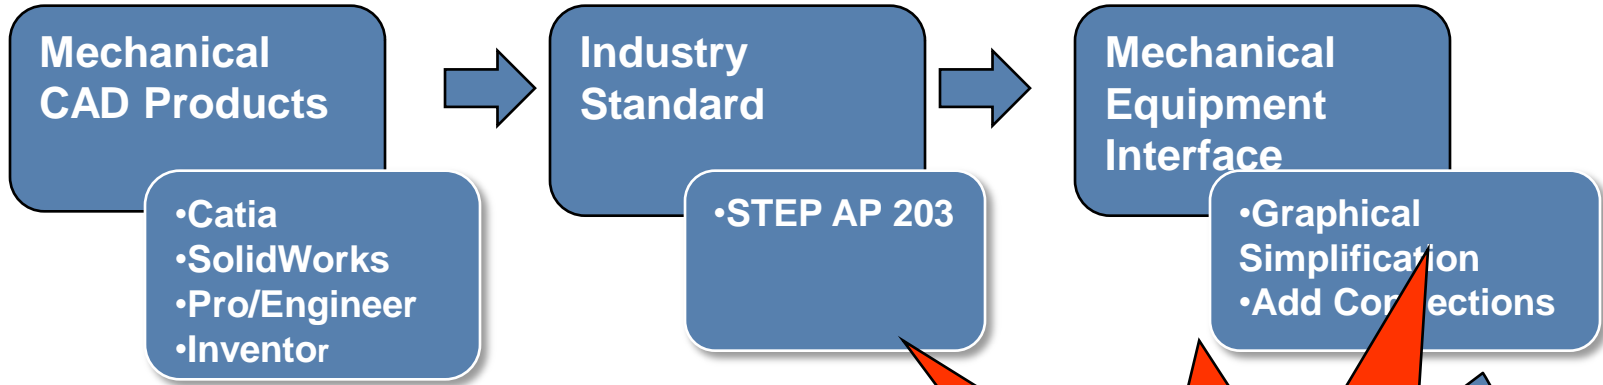 Mechanical
CAD Products
•Catia
•SolidWorks
•Pro/Engineer
•Inventor
Industry
Standard
•STEP AP 203
Mechanical
Equipment
Interface
•Graphical
Simplification
•Add Connections